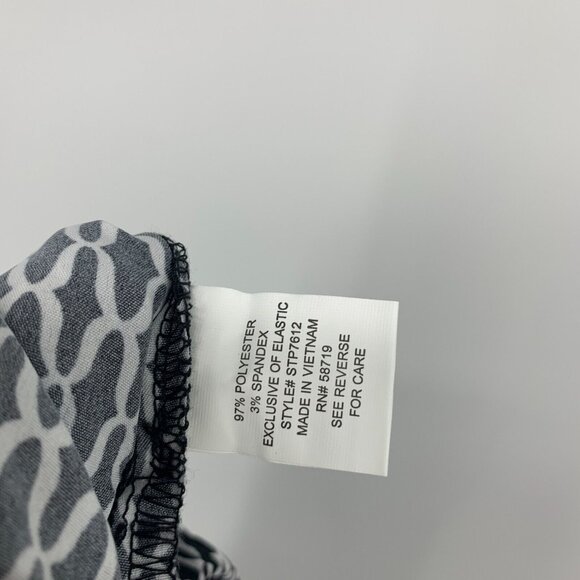 97% POLYESTER
3% SPANDEX
EXCLUSIVE OF ELASTIC
STYLE# STP7612
MADE IN VIETNAM
RN# 58719
SEE REVERSE
FOR CARE